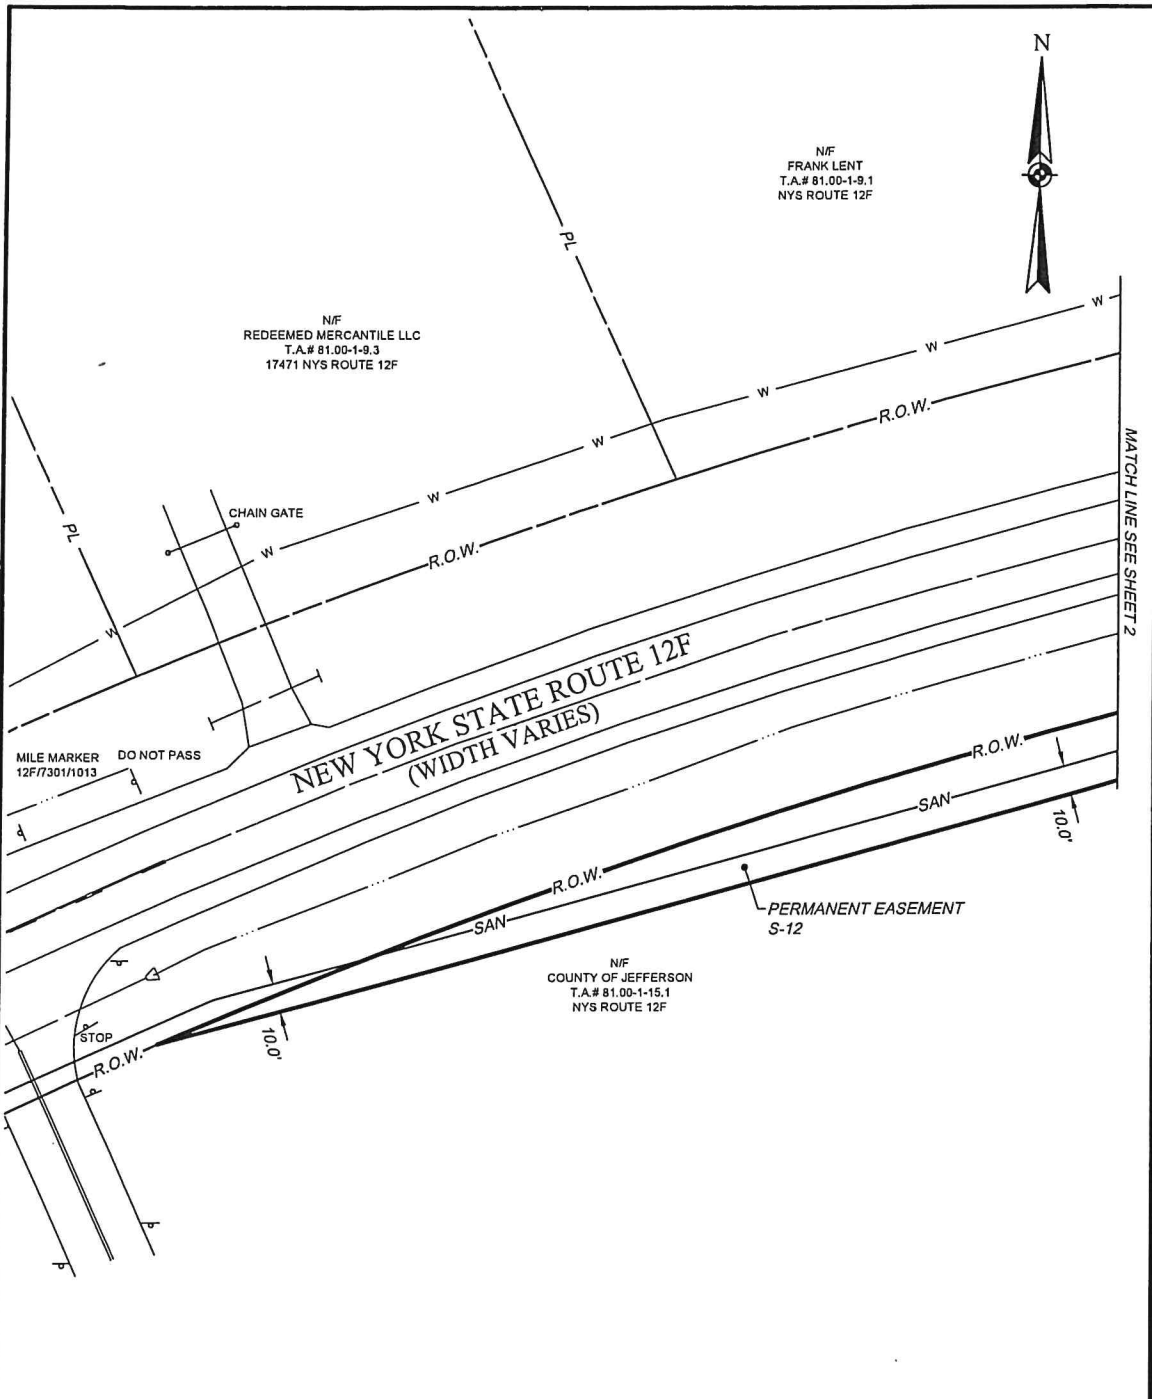 N
N/F
FRANK LENT
T.A.# 81.00-1-9.1
NYS ROUTE 12F
PL
N/F
REDEEMED MERCANTILE LLC
T.A.# 81.00-1-9.3
17471 NYS ROUTE 12F
W
W
W
W
W
W
W
R.O.W.
R.O.W.
MATCH LINE SEE SHEET 2
PL
CHAIN GATE
NEW YORK STATE ROUTE 12F
(WIDTH VARIES)
MILE MARKER
12F/7301/1013
DO NOT PASS
R.O.W.
SAN
10.0'
R.O.W.
SAN
PERMANENT EASEMENT
S-12
N/F
COUNTY OF JEFFERSON
T.A.# 81.00-1-15.1
NYS ROUTE 12F
10.0'
STOP
R.O.W.